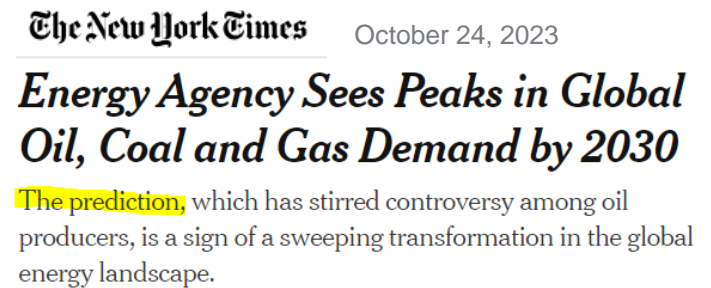 The New York Times
October 24, 2023
Energy Agency Sees Peaks in Global
Oil, Coal and Gas Demand by 2030
The prediction, which has stirred controversy among oil
producers, is a sign of a sweeping transformation in the global
energy landscape.